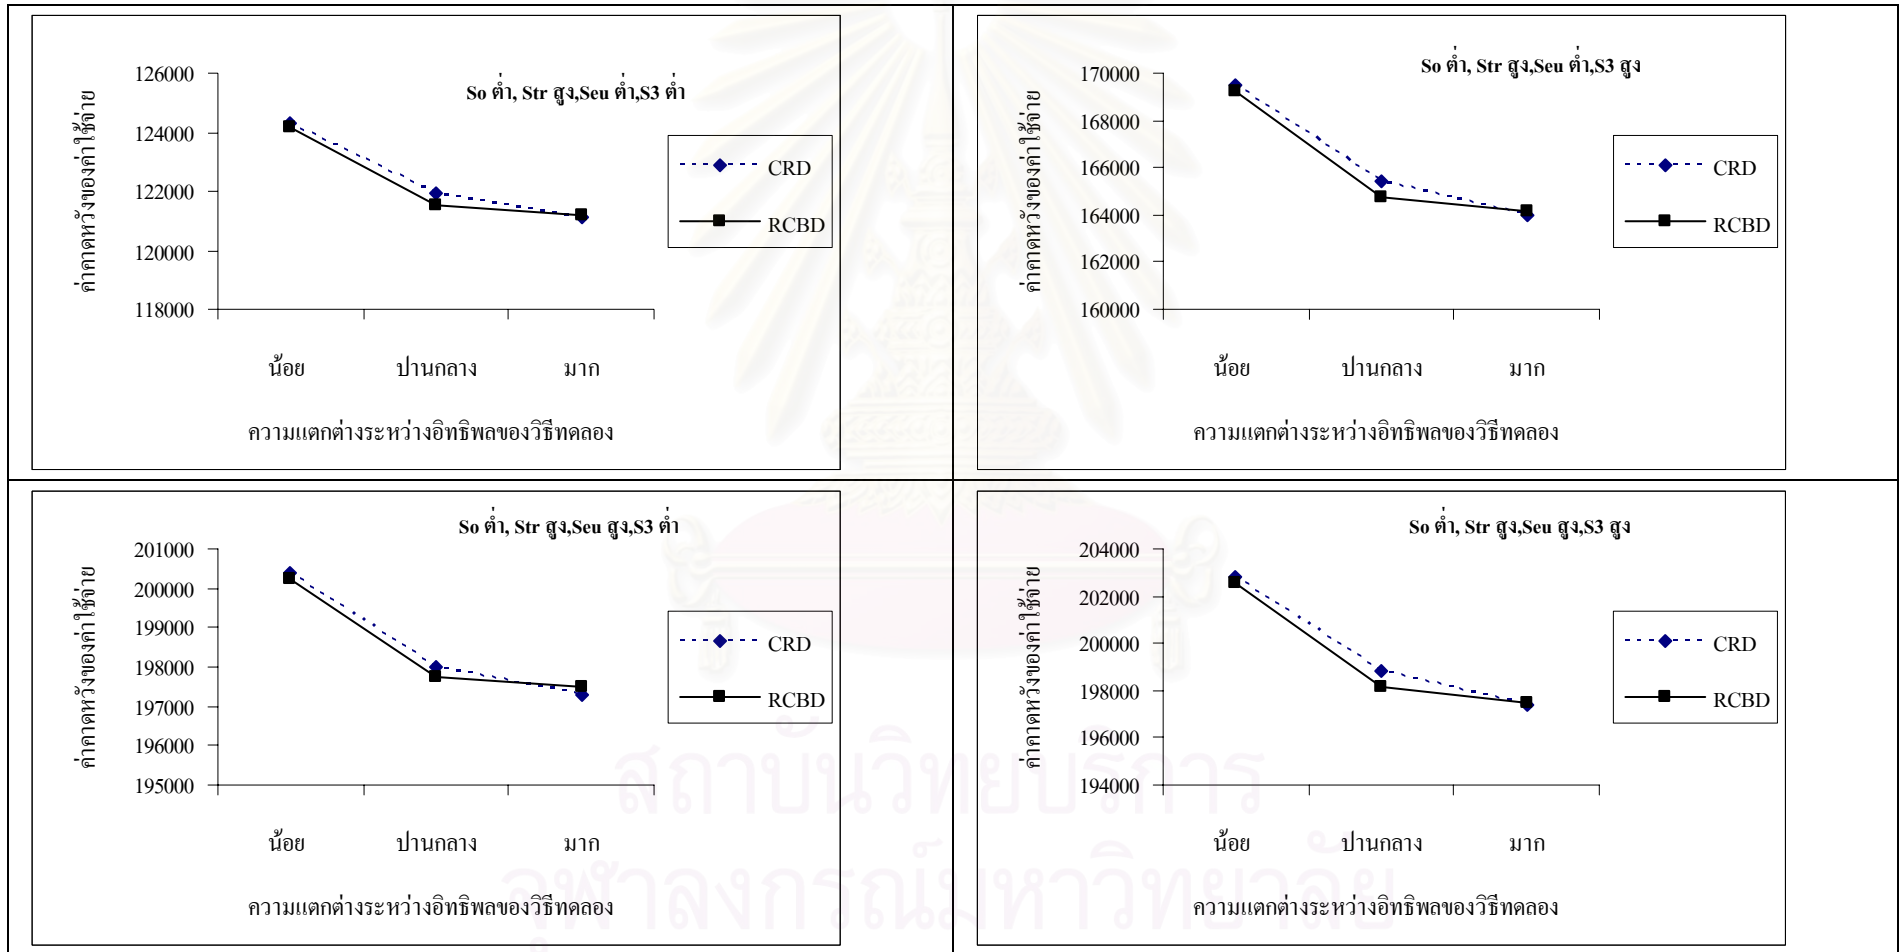 So ต่ำ, Str สูง,Seu ต่ำ,S3 ต่ำ
ค่าคาดหวังของค่าใช้จ่าย
126000
124000
122000
120000
118000
CRD
RCBD
น้อย ปานกลาง มาก
ความแตกต่างระหว่างอิทธิพลของวิธีทดลอง
So ต่ำ, Str สูง,Seu ต่ำ,S3 สูง
ค่าคาดหวังของค่าใช้จ่าย
170000
168000
166000
164000
162000
160000
CRD
RCBD
น้อย ปานกลาง มาก
ความแตกต่างระหว่างอิทธิพลของวิธีทดลอง
So ต่ำ, Str สูง,Seu สูง,S3 ต่ำ
ค่าคาดหวังของค่าใช้จ่าย
201000
200000
199000
198000
197000
196000
195000
CRD
RCBD
น้อย ปานกลาง มาก
ความแตกต่างระหว่างอิทธิพลของวิธีทดลอง
So ต่ำ, Str สูง,Seu สูง,S3 สูง
ค่าคาดหวังของค่าใช้จ่าย
204000
202000
200000
198000
196000
194000
CRD
RCBD
น้อย ปานกลาง มาก
ความแตกต่างระหว่างอิทธิพลของวิธีทดลอง
สถาบันวิทยบริการ
จุฬาลงกรณ์มหาวิทยาลัย